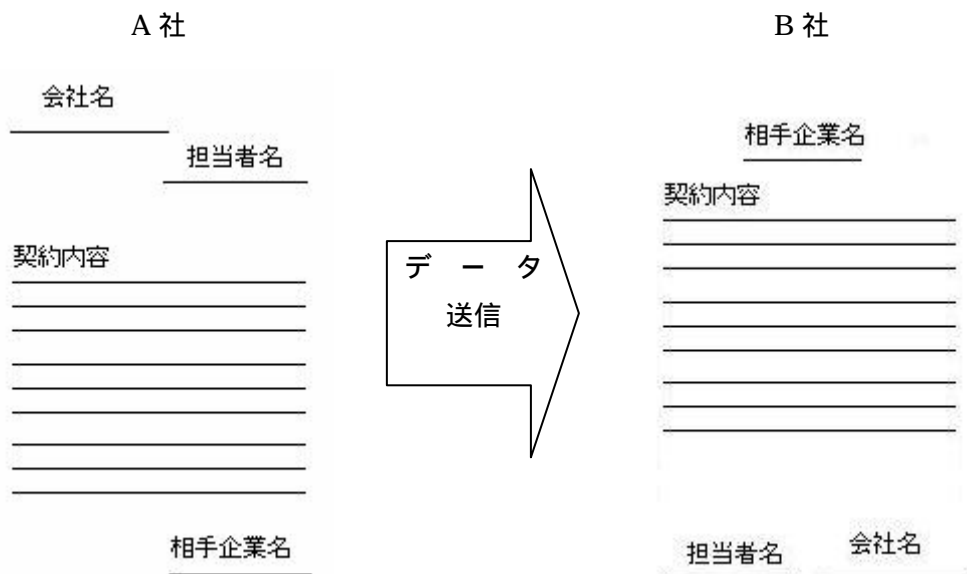 A 社
会社名
担当者名
契約内容
相手企業名
データ
送信
B 社
相手企業名
契約内容
担当者名
会社名